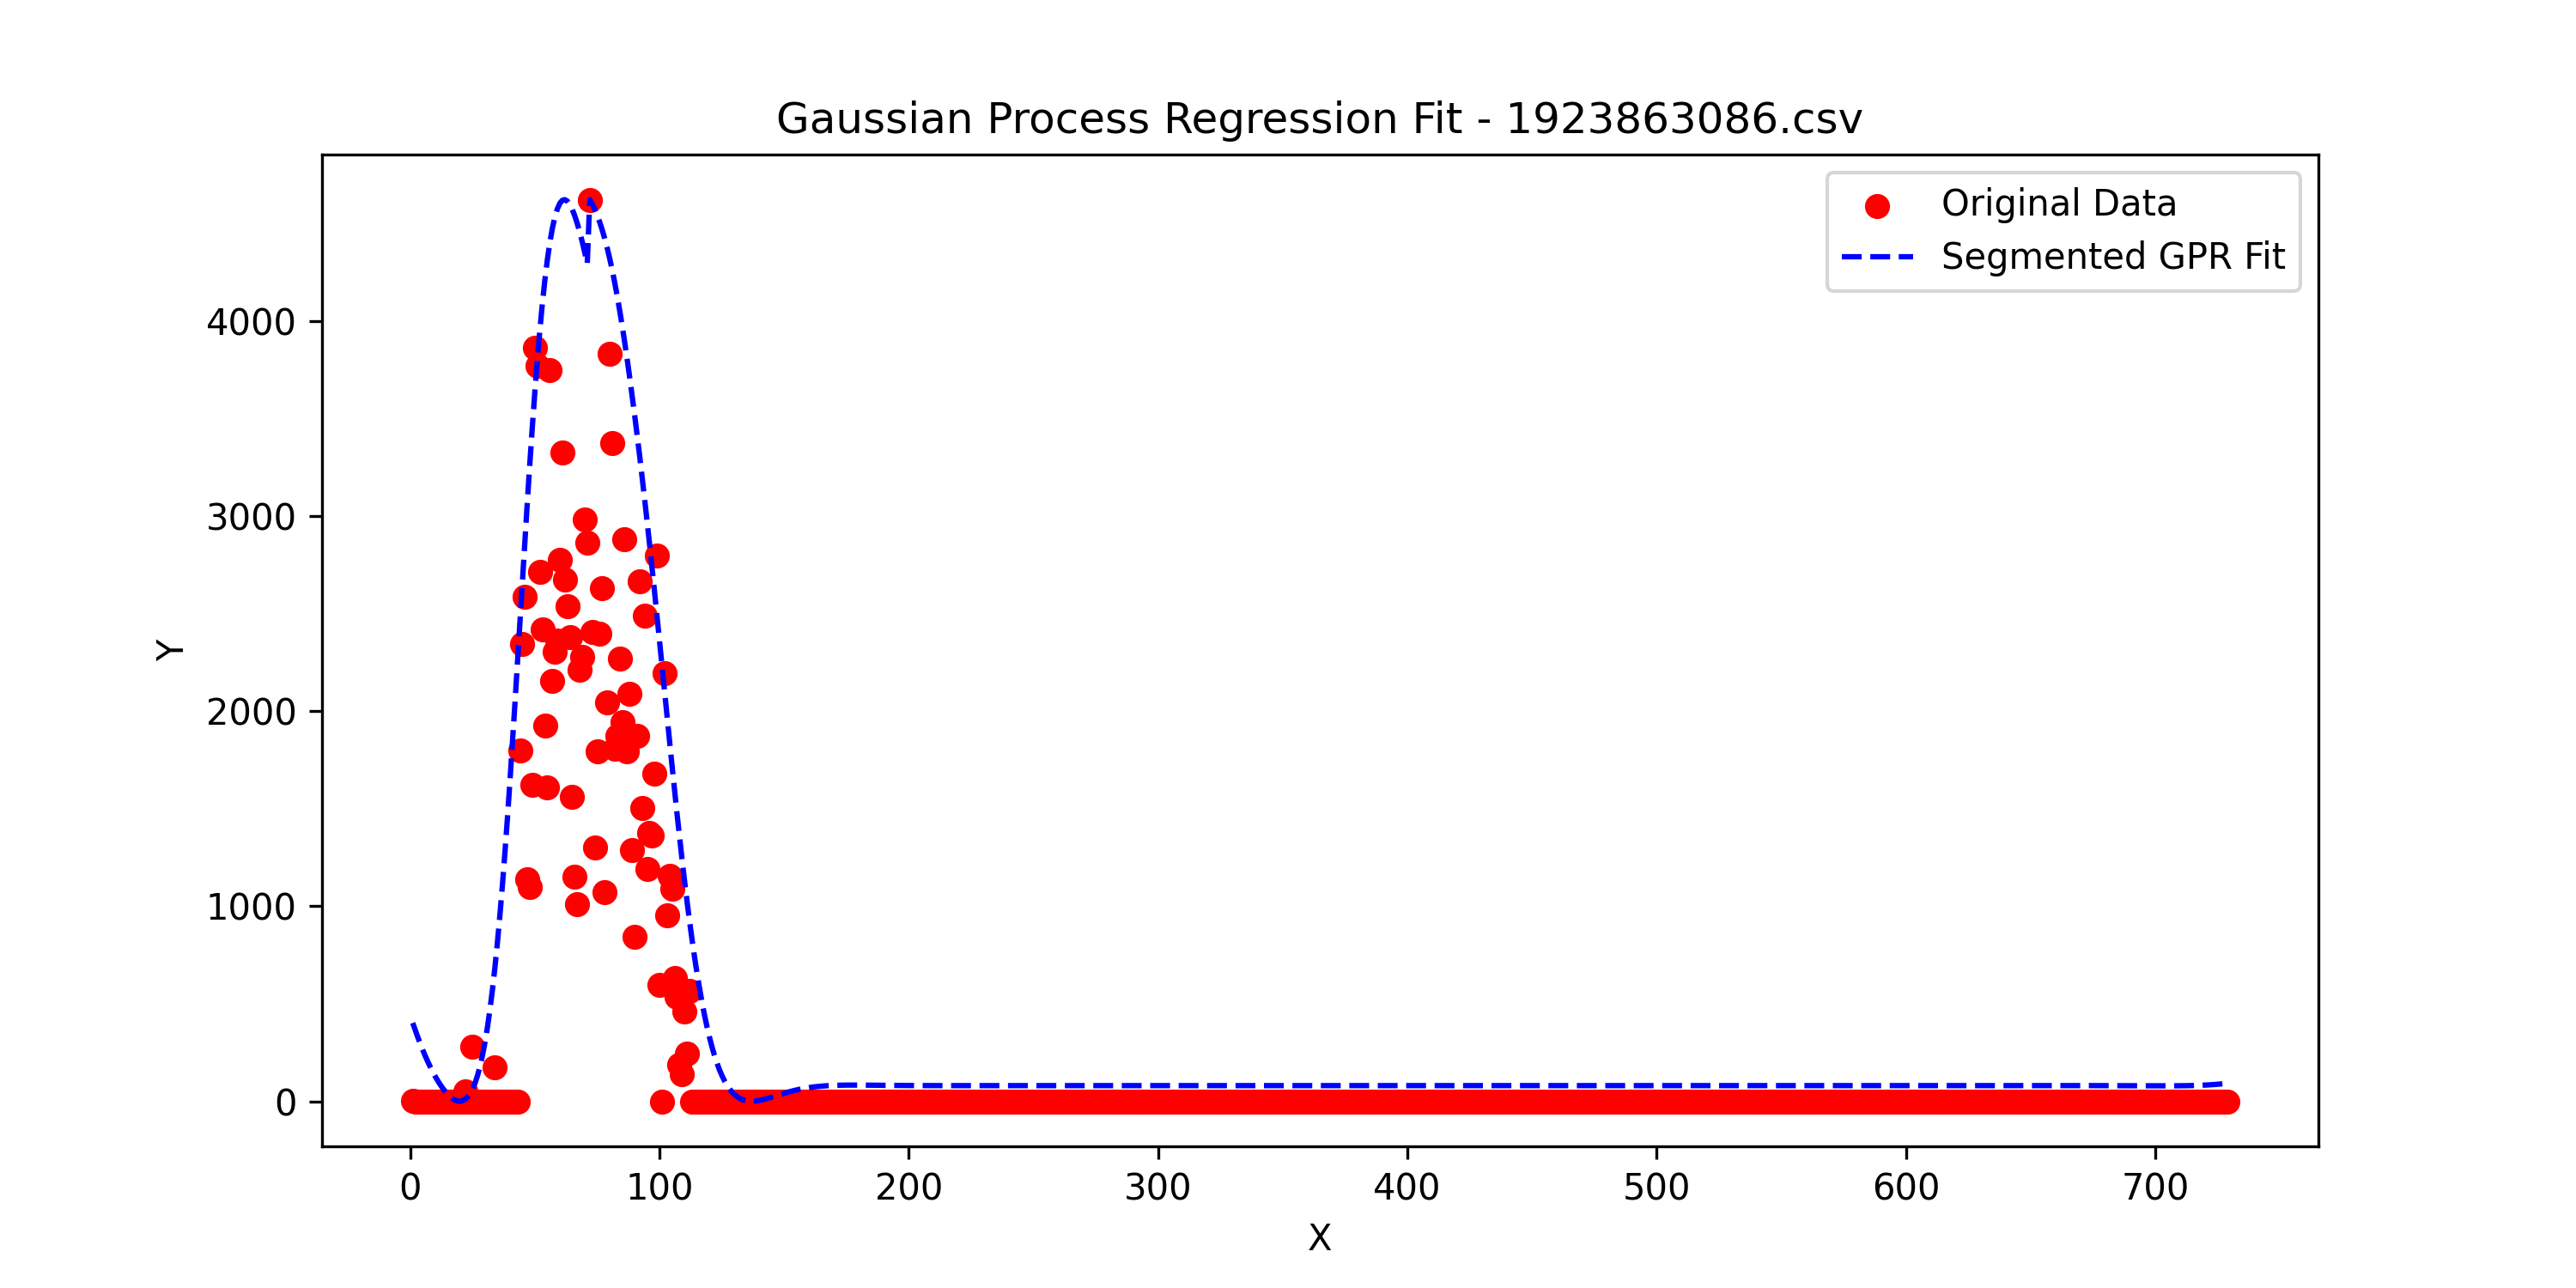 Gaussian Process Regression Fit - 1923863086.csv
Original Data
Segmented GPR Fit
4000
3000
2000
1000
0
Y
0 100 200 300 400 500 600 700
X